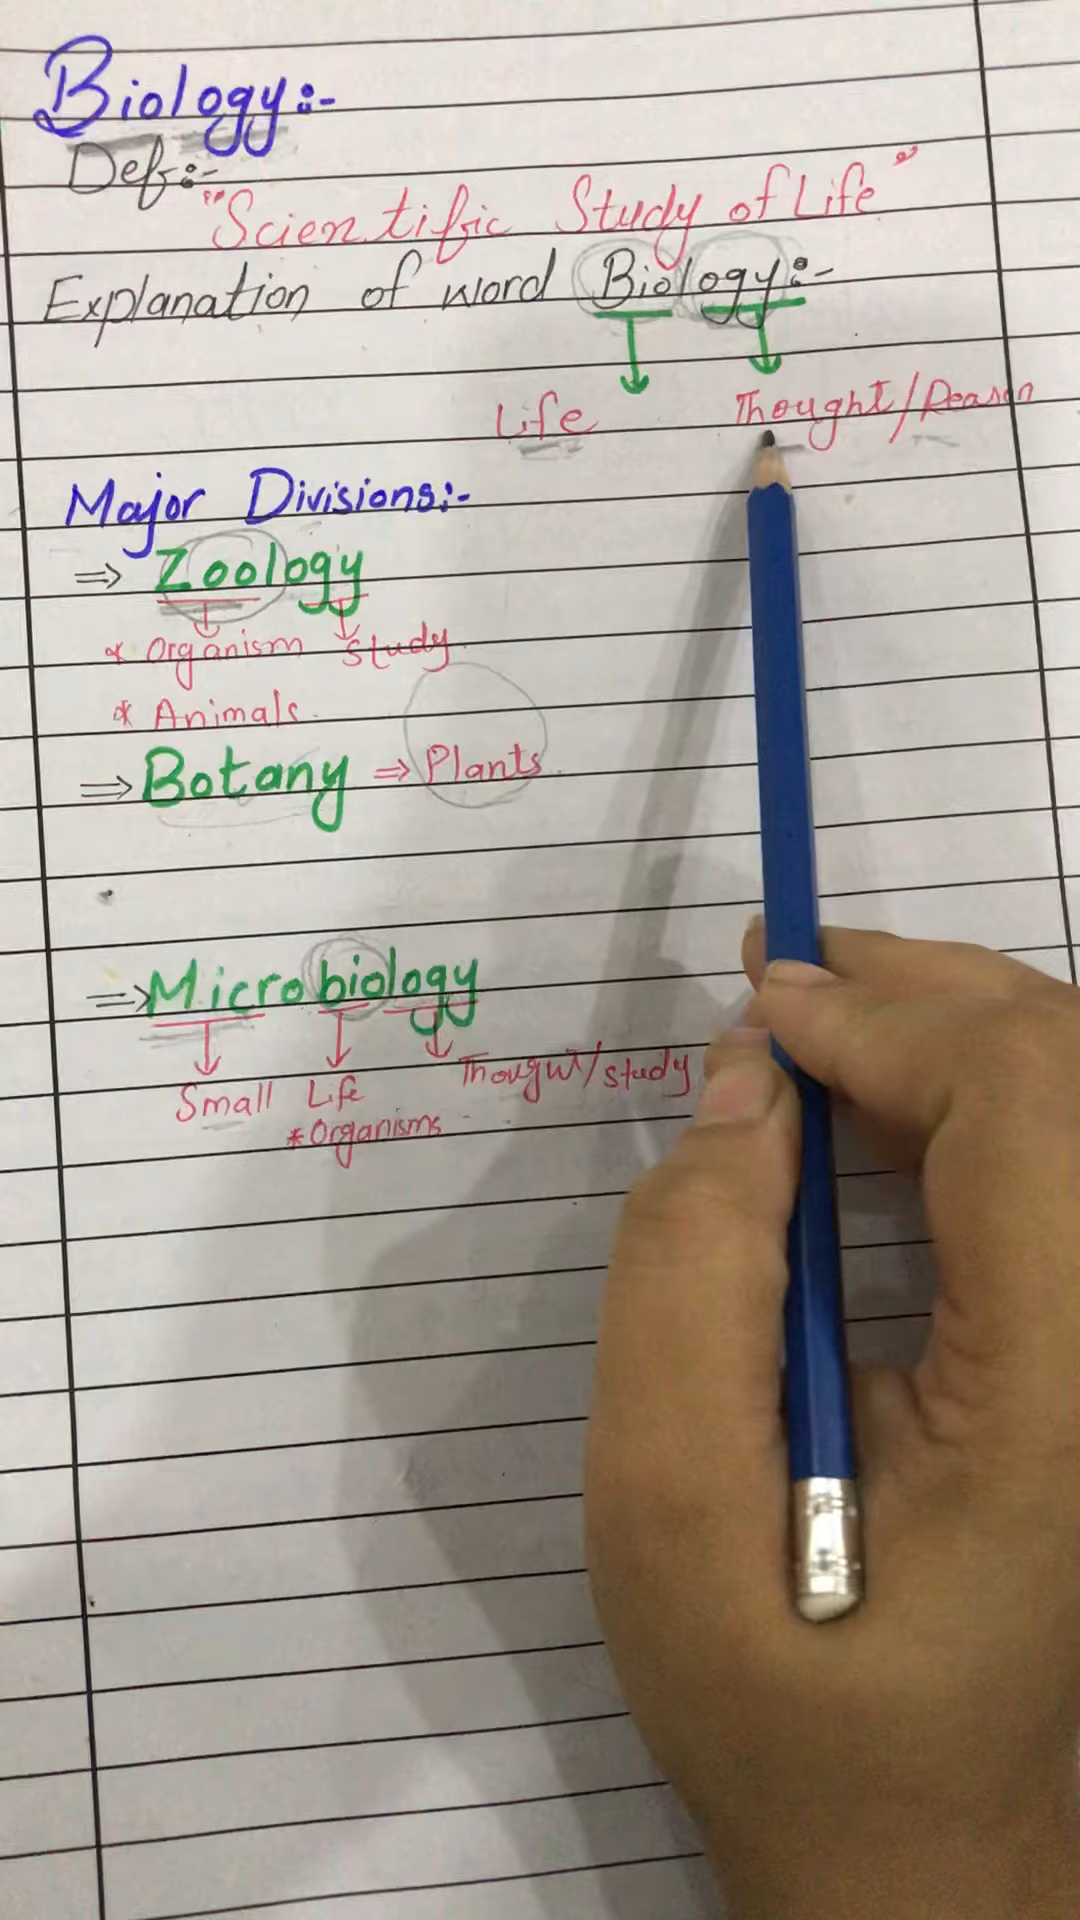 Biology:-
Def:-
"Scientific Study of Life"
Explanation of word Biology:-
Life Thought/Reason
Major Divisions:-
⇒ Zoology
* Organism Study
* Animals.
⇒ Botany ⇒ Plants.
⇒ Microbiology
Small Life Thougut/study
* Organisms